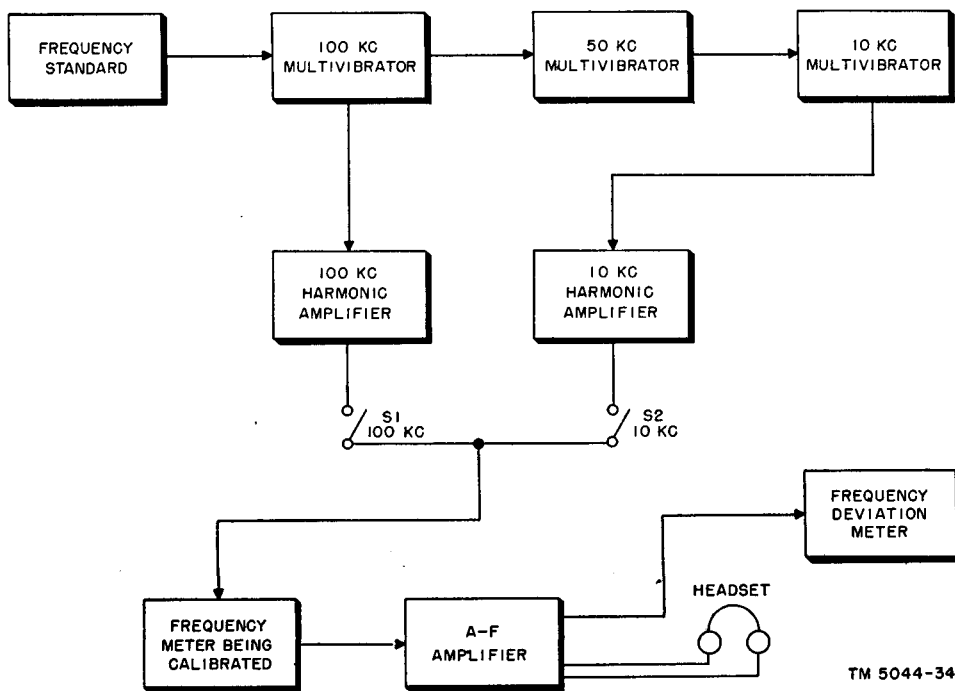 FREQUENCY
STANDARD
100 KC
MULTIVIBRATOR
50 KC
MULTIVIBRATOR
10 KC
MULTIVIBRATOR
100 KC
HARMONIC
AMPLIFIER
10 KC
HARMONIC
AMPLIFIER
S1
100 KC
S2
10 KC
FREQUENCY
DEVIATION
METER
HEADSET
FREQUENCY
METER BEING
CALIBRATED
A-F
AMPLIFIER
TM 5044-34